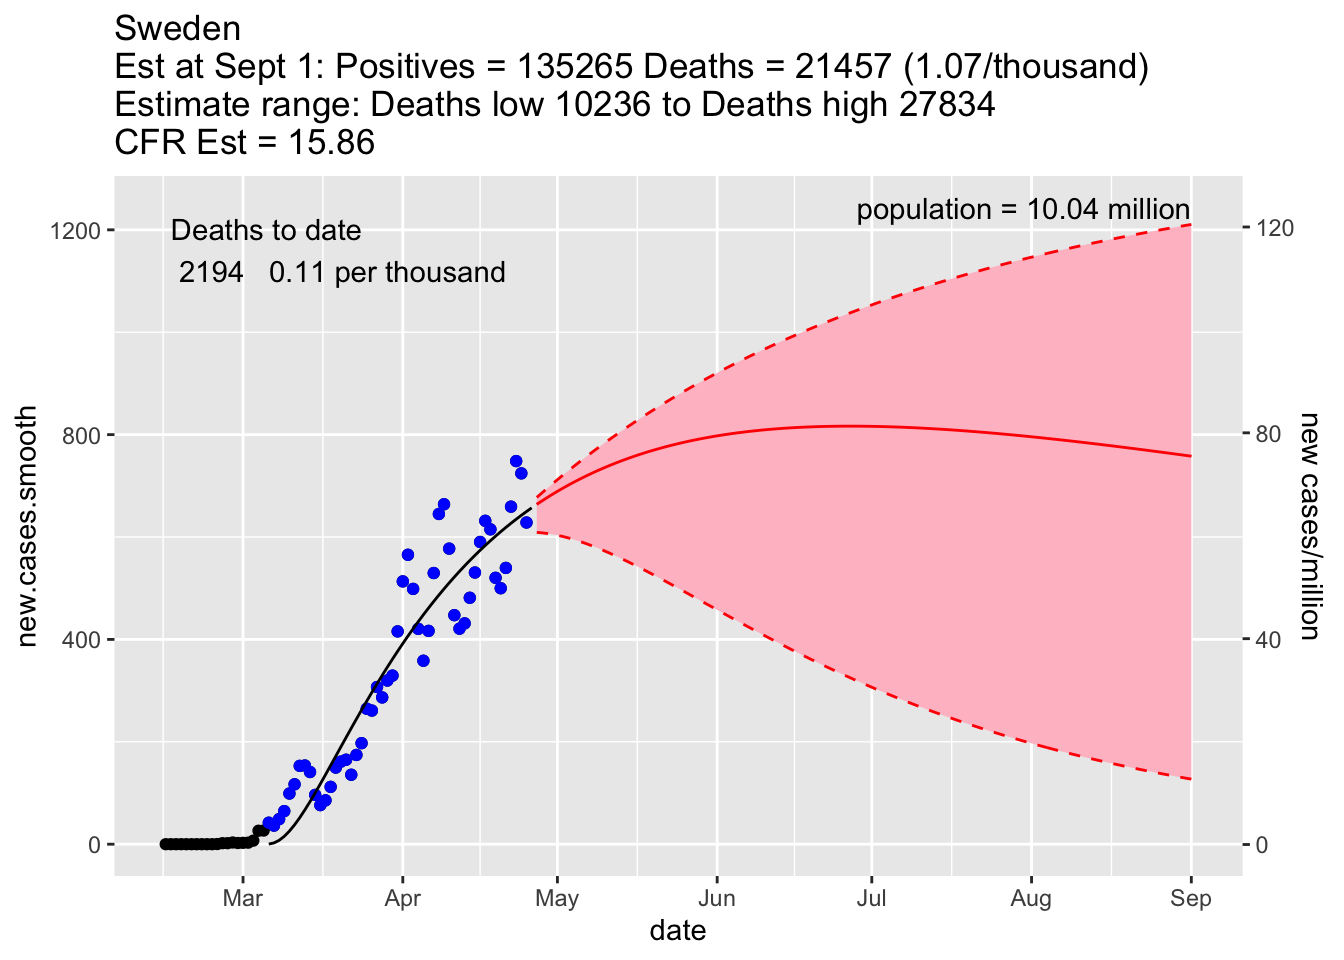 Sweden
Est at Sept 1: Positives = 135265 Deaths = 21457 (1.07/thousand)
Estimate range: Deaths low 10236 to Deaths high 27834
CFR Est = 15.86
population = 10.04 million
Deaths to date
2194 0.11 per thousand
1200
800
400
0
new.cases.smooth
120
80
40
0
new cases/million
Mar Apr May Jun Jul Aug Sep
date